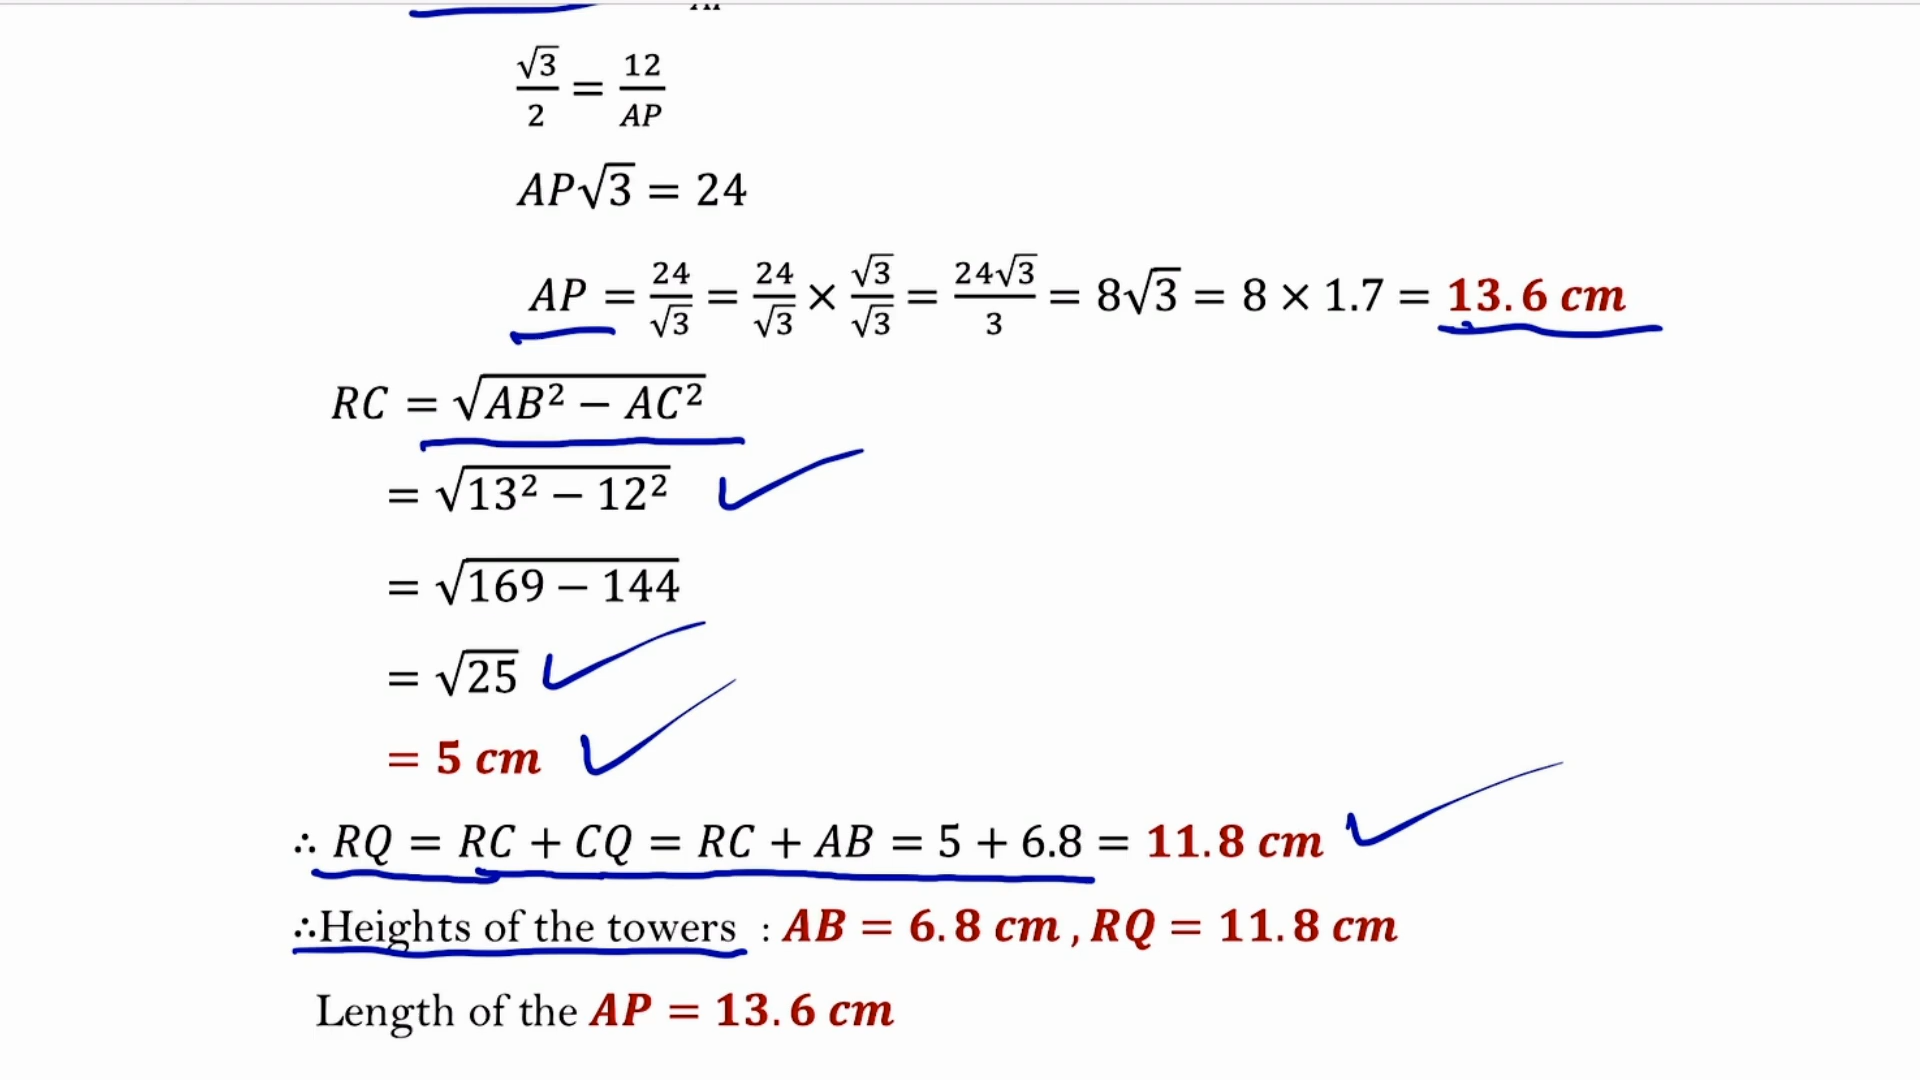 √3/2 = 12/AP
AP√3 = 24
AP = 24/√3 = 24/√3 × √3/√3 = 24√3/3 = 8√3 = 8 × 1.7 = 13.6 cm
RC = √(AB² − AC²)
= √(13² − 12²)
= √(169 − 144)
= √25
= 5 cm
∴ RQ = RC + CQ = RC + AB = 5 + 6.8 = 11.8 cm
∴Heights of the towers : AB = 6.8 cm , RQ = 11.8 cm
Length of the AP = 13.6 cm